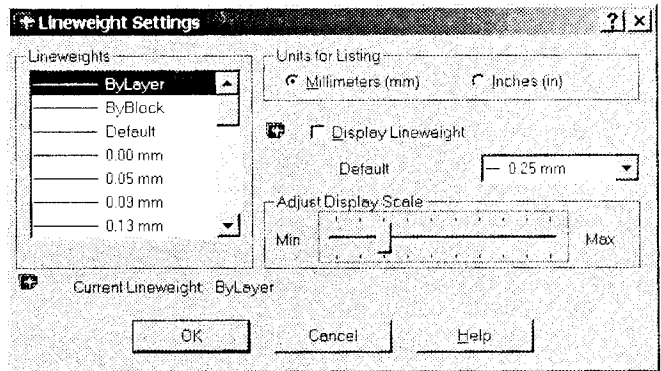 Lineweight Settings
Lineweights
ByLayer
ByBlock
Default
0.00 mm
0.05 mm
0.09 mm
0.13 mm
Units for Listing
Millimeters (mm)
Inches (in)
Display Lineweight
Default
0.25 mm
Adjust Display Scale
Min
Max
Current Lineweight: ByLayer
OK
Cancel
Help